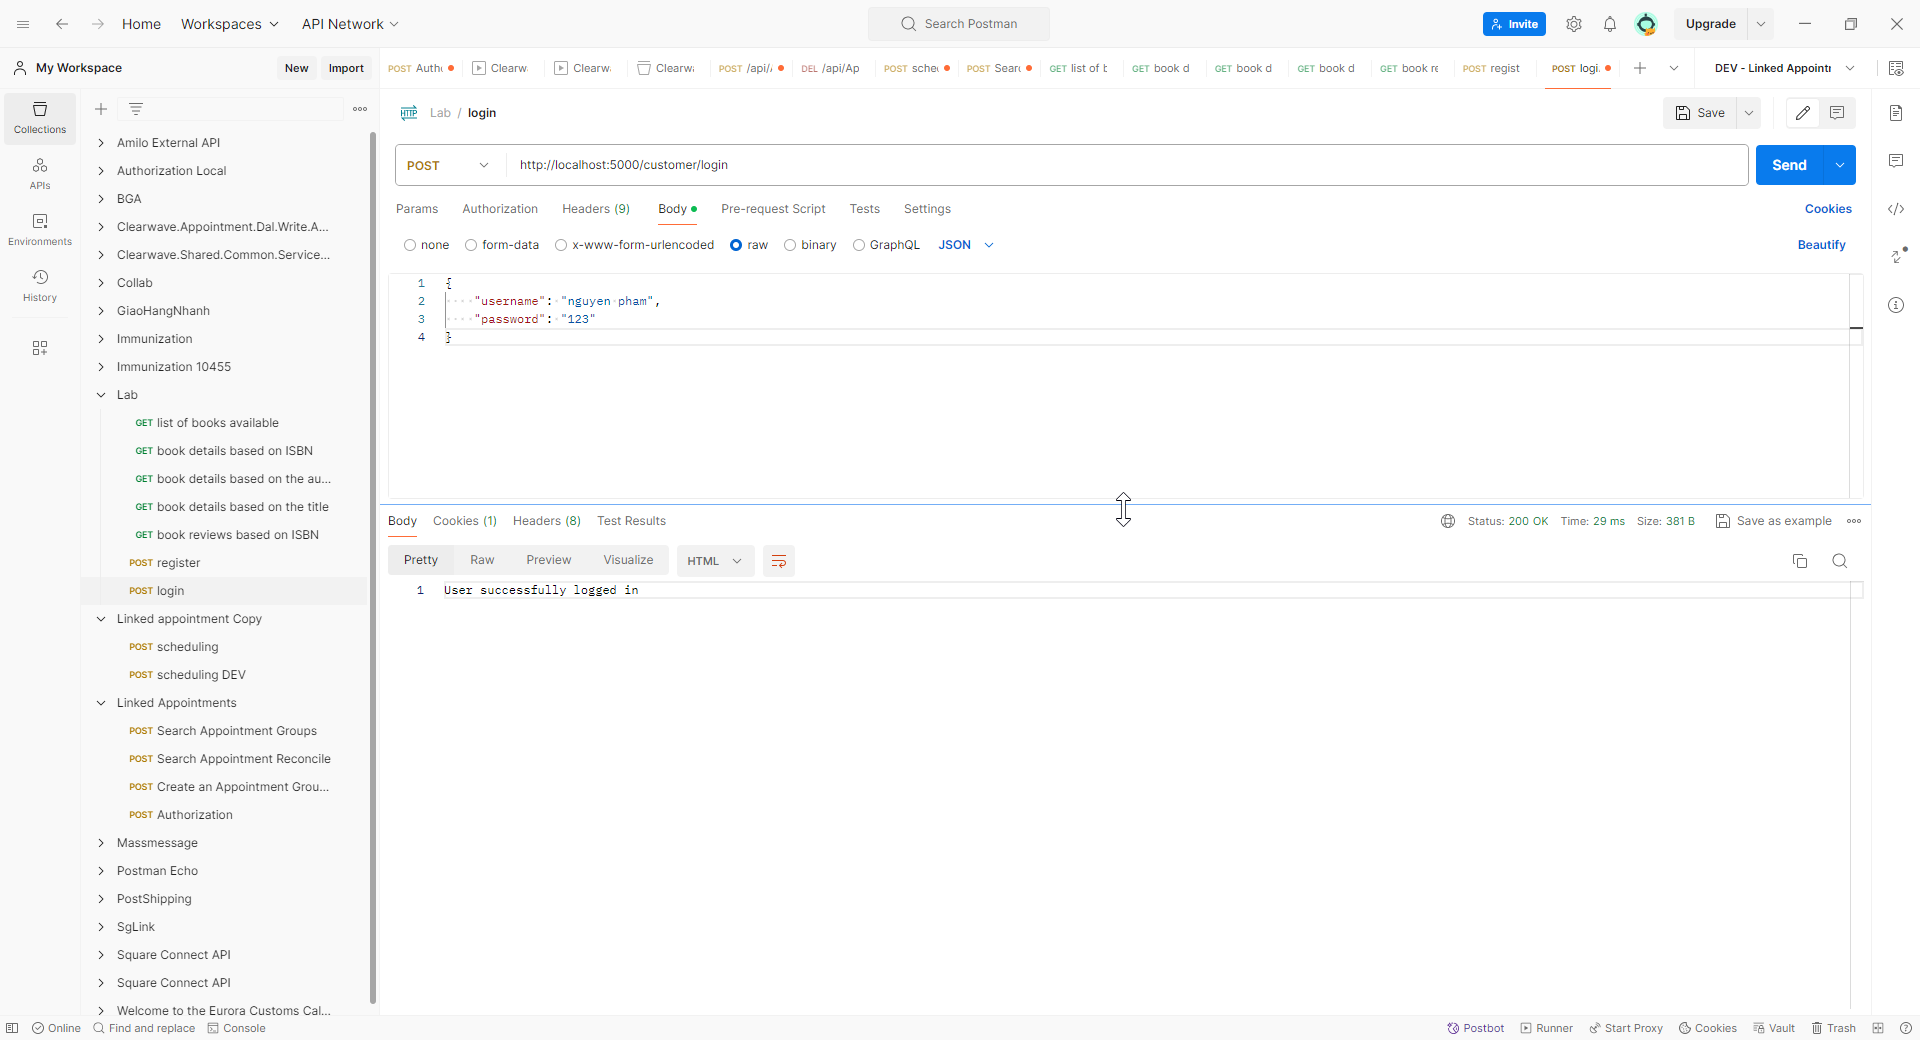 Home
Workspaces
API Network
Search Postman
Invite
Upgrade
My Workspace
New
Import
POST Authc
Clearw
Clearw
Clearw
POST /api/
DEL /api/Ap
POST sche
POST Sear
GET list of b
GET book d
GET book d
GET book d
GET book re
POST regist
POST logi
DEV - Linked Appoint
Collections
APIs
Environments
History
Amilo External API
Authorization Local
BGA
Clearwave.Appointment.Dal.Write.A...
Clearwave.Shared.Common.Service...
Collab
GiaoHangNhanh
Immunization
Immunization 10455
Lab
GET list of books available
GET book details based on ISBN
GET book details based on the au...
GET book details based on the title
GET book reviews based on ISBN
POST register
POST login
Linked appointment Copy
POST scheduling
POST scheduling DEV
Linked Appointments
POST Search Appointment Groups
POST Search Appointment Reconcile
POST Create an Appointment Grou...
POST Authorization
Massmessage
Postman Echo
PostShipping
SgLink
Square Connect API
Square Connect API
Welcome to the Eurora Customs Cal...
HTTP Lab / login
Save
POST
http://localhost:5000/customer/login
Send
Params
Authorization
Headers (9)
Body
Pre-request Script
Tests
Settings
Cookies
none
form-data
x-www-form-urlencoded
raw
binary
GraphQL
JSON
Beautify
1 {
2 "username": "nguyen pham",
3 "password": "123"
4 }
Body
Cookies (1)
Headers (8)
Test Results
Status: 200 OK
Time: 29 ms
Size: 381 B
Save as example
Pretty
Raw
Preview
Visualize
HTML
1 User successfully logged in
Online
Find and replace
Console
Postbot
Runner
Start Proxy
Cookies
Vault
Trash